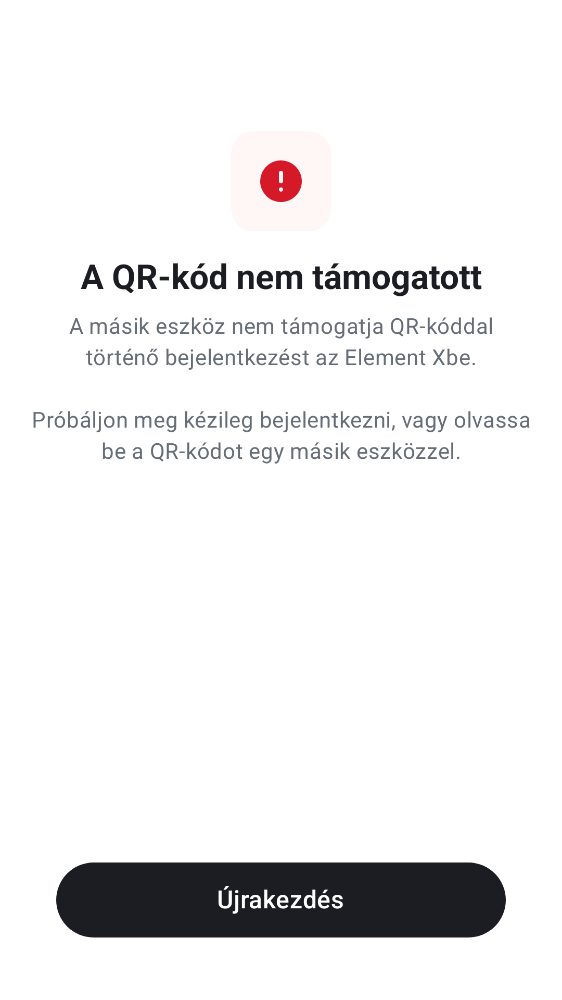 A QR-kód nem támogatott
A másik eszköz nem támogatja QR-kóddal
történő bejelentkezést az Element Xbe.
Próbáljon meg kézileg bejelentkezni, vagy olvassa
be a QR-kódot egy másik eszközzel.
Újrakezdés